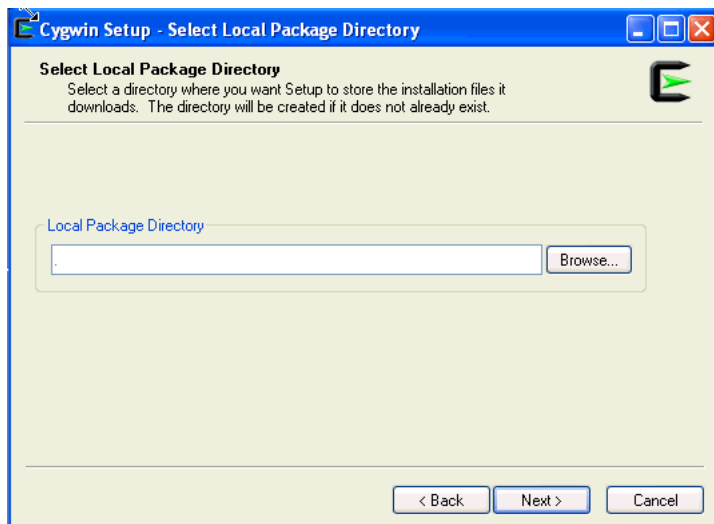 Cygwin Setup - Select Local Package Directory
Select Local Package Directory
Select a directory where you want Setup to store the installation files it
downloads. The directory will be created if it does not already exist.
Local Package Directory
.
Browse...
< Back
Next >
Cancel